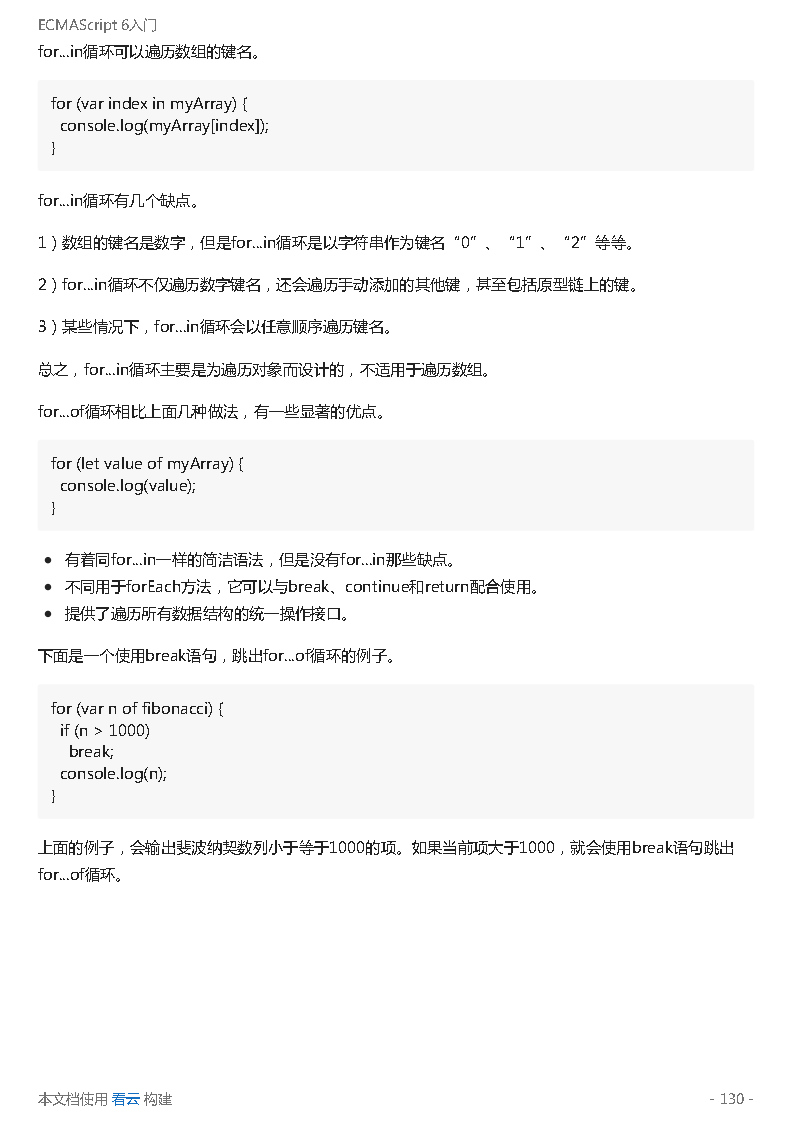 ECMAScript 6入门
for...in循环可以遍历数组的键名。
for (var index in myArray) {
  console.log(myArray[index]);
}
for...in循环有几个缺点。
1）数组的键名是数字，但是for...in循环是以字符串作为键名“0”、“1”、“2”等等。
2）for...in循环不仅遍历数字键名，还会遍历手动添加的其他键，甚至包括原型链上的键。
3）某些情况下，for...in循环会以任意顺序遍历键名。
总之，for...in循环主要是为遍历对象而设计的，不适用于遍历数组。
for...of循环相比上面几种做法，有一些显著的优点。
for (let value of myArray) {
  console.log(value);
}
● 有着同for...in一样的简洁语法，但是没有for...in那些缺点。
● 不同用于forEach方法，它可以与break、continue和return配合使用。
● 提供了遍历所有数据结构的统一操作接口。
下面是一个使用break语句，跳出for...of循环的例子。
for (var n of fibonacci) {
  if (n > 1000)
    break;
  console.log(n);
}
上面的例子，会输出斐波纳契数列小于等于1000的项。如果当前项大于1000，就会使用break语句跳出
for...of循环。
本文档使用 看云 构建
- 130 -